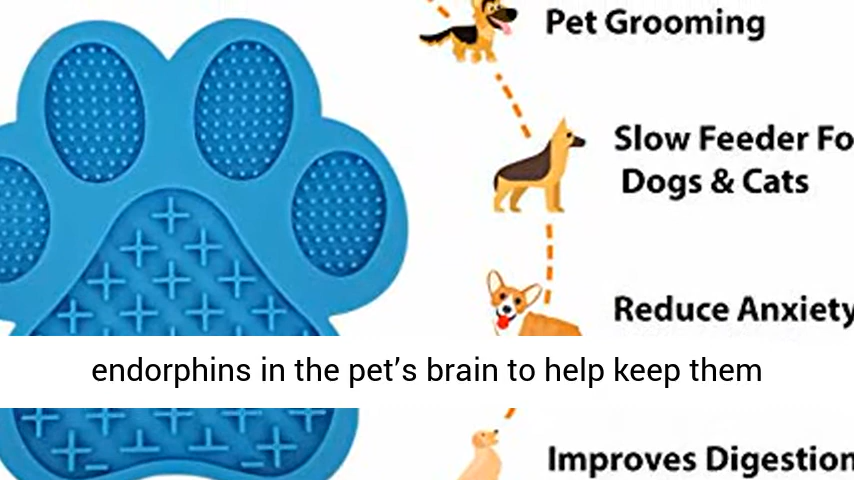 Pet Grooming
Slow Feeder Fo
Dogs & Cats
Reduce Anxiety
endorphins in the pet’s brain to help keep them
Improves Digestion